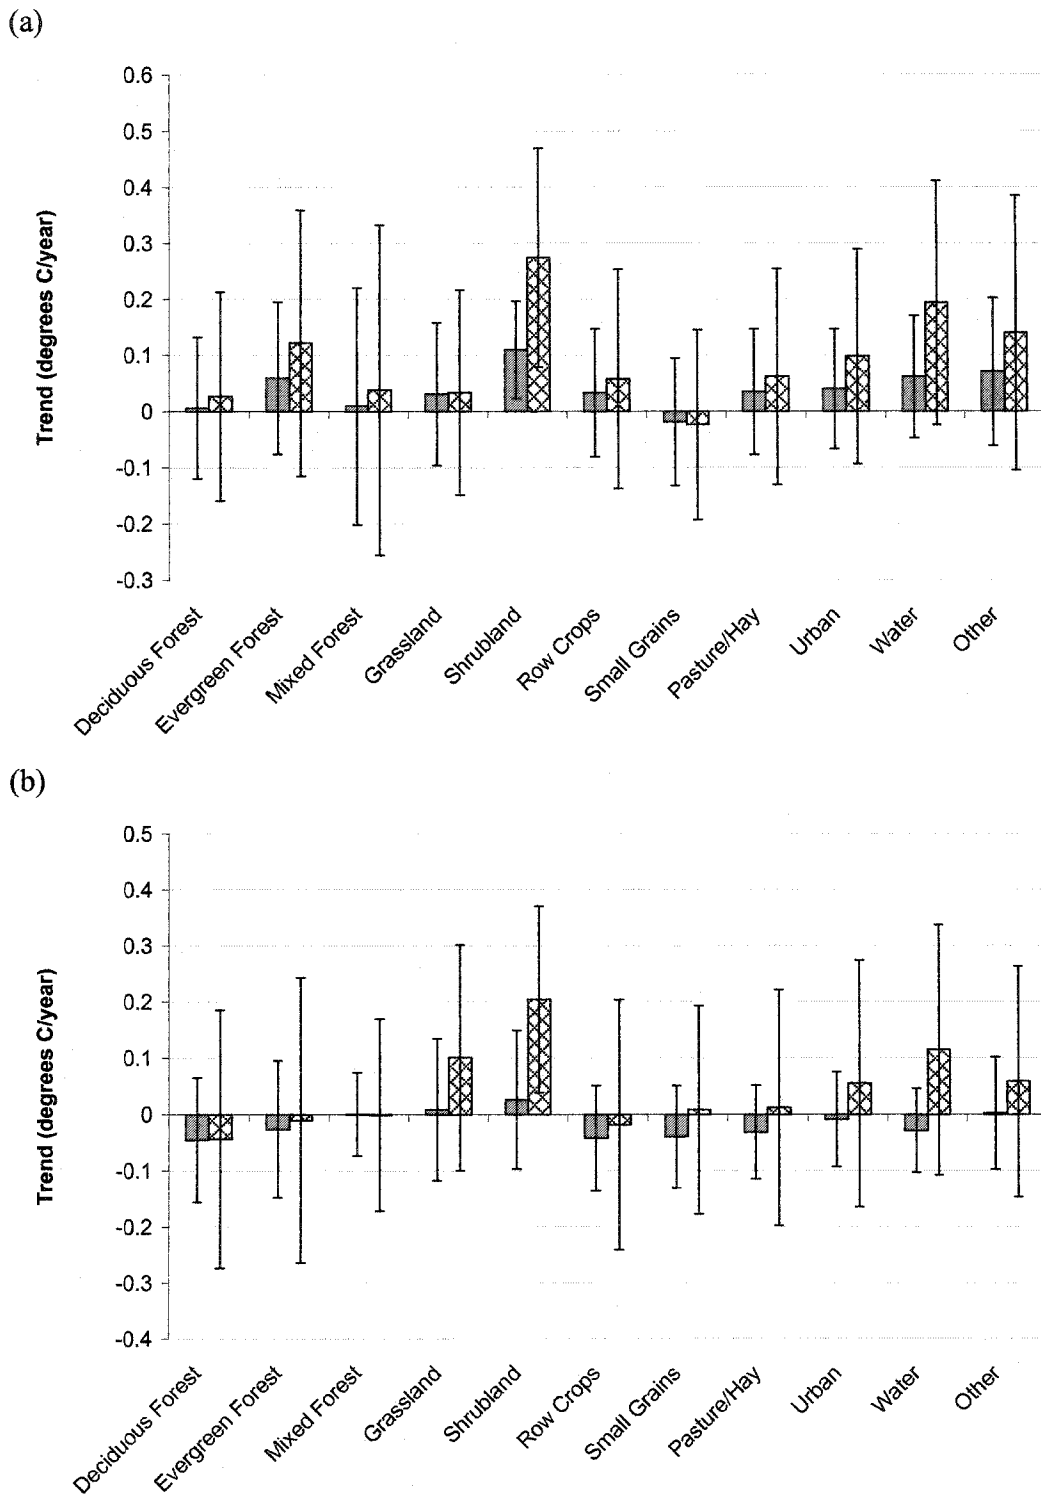 (a)
0.6
0.5
0.4
0.3
0.2
0.1
0
-0.1
-0.2
-0.3
Trend (degrees C/year)
Deciduous Forest
Evergreen Forest
Mixed Forest
Grassland
Shrubland
Row Crops
Small Grains
Pasture/Hay
Urban
Water
Other
(b)
0.5
0.4
0.3
0.2
0.1
0
-0.1
-0.2
-0.3
-0.4
Trend (degrees C/year)
Deciduous Forest
Evergreen Forest
Mixed Forest
Grassland
Shrubland
Row Crops
Small Grains
Pasture/Hay
Urban
Water
Other